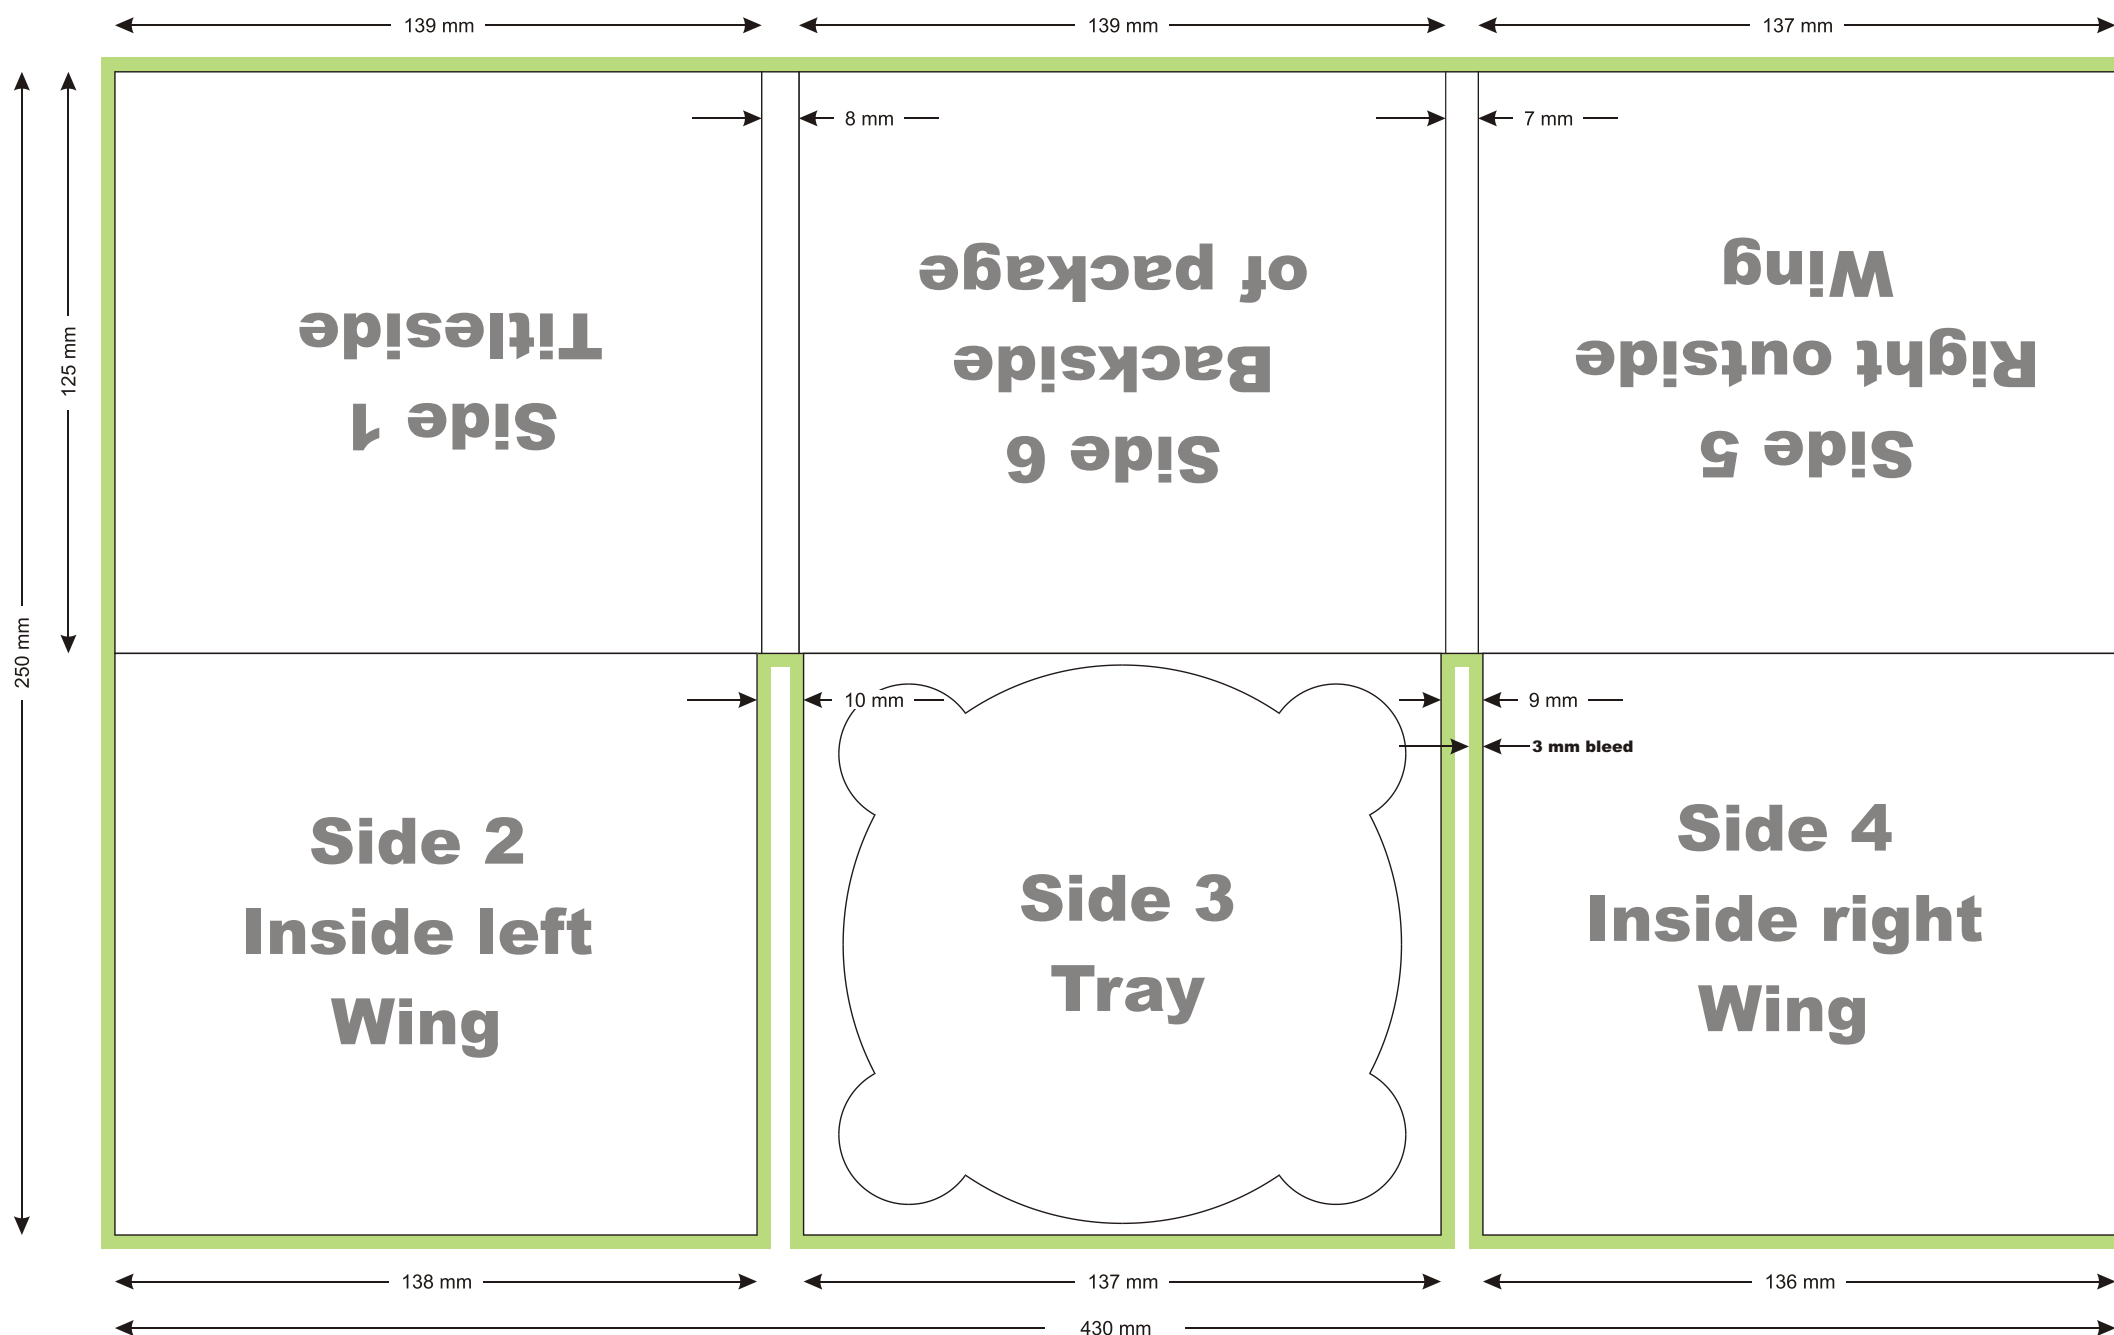 139 mm
139 mm
137 mm
8 mm
7 mm
125 mm
250 mm
Side 1
Titleside
Side 6
Backside
of package
Side 5
Right outside
Wing
10 mm
9 mm
3 mm bleed
Side 2
Inside left
Wing
Side 3
Tray
Side 4
Inside right
Wing
138 mm
137 mm
136 mm
430 mm